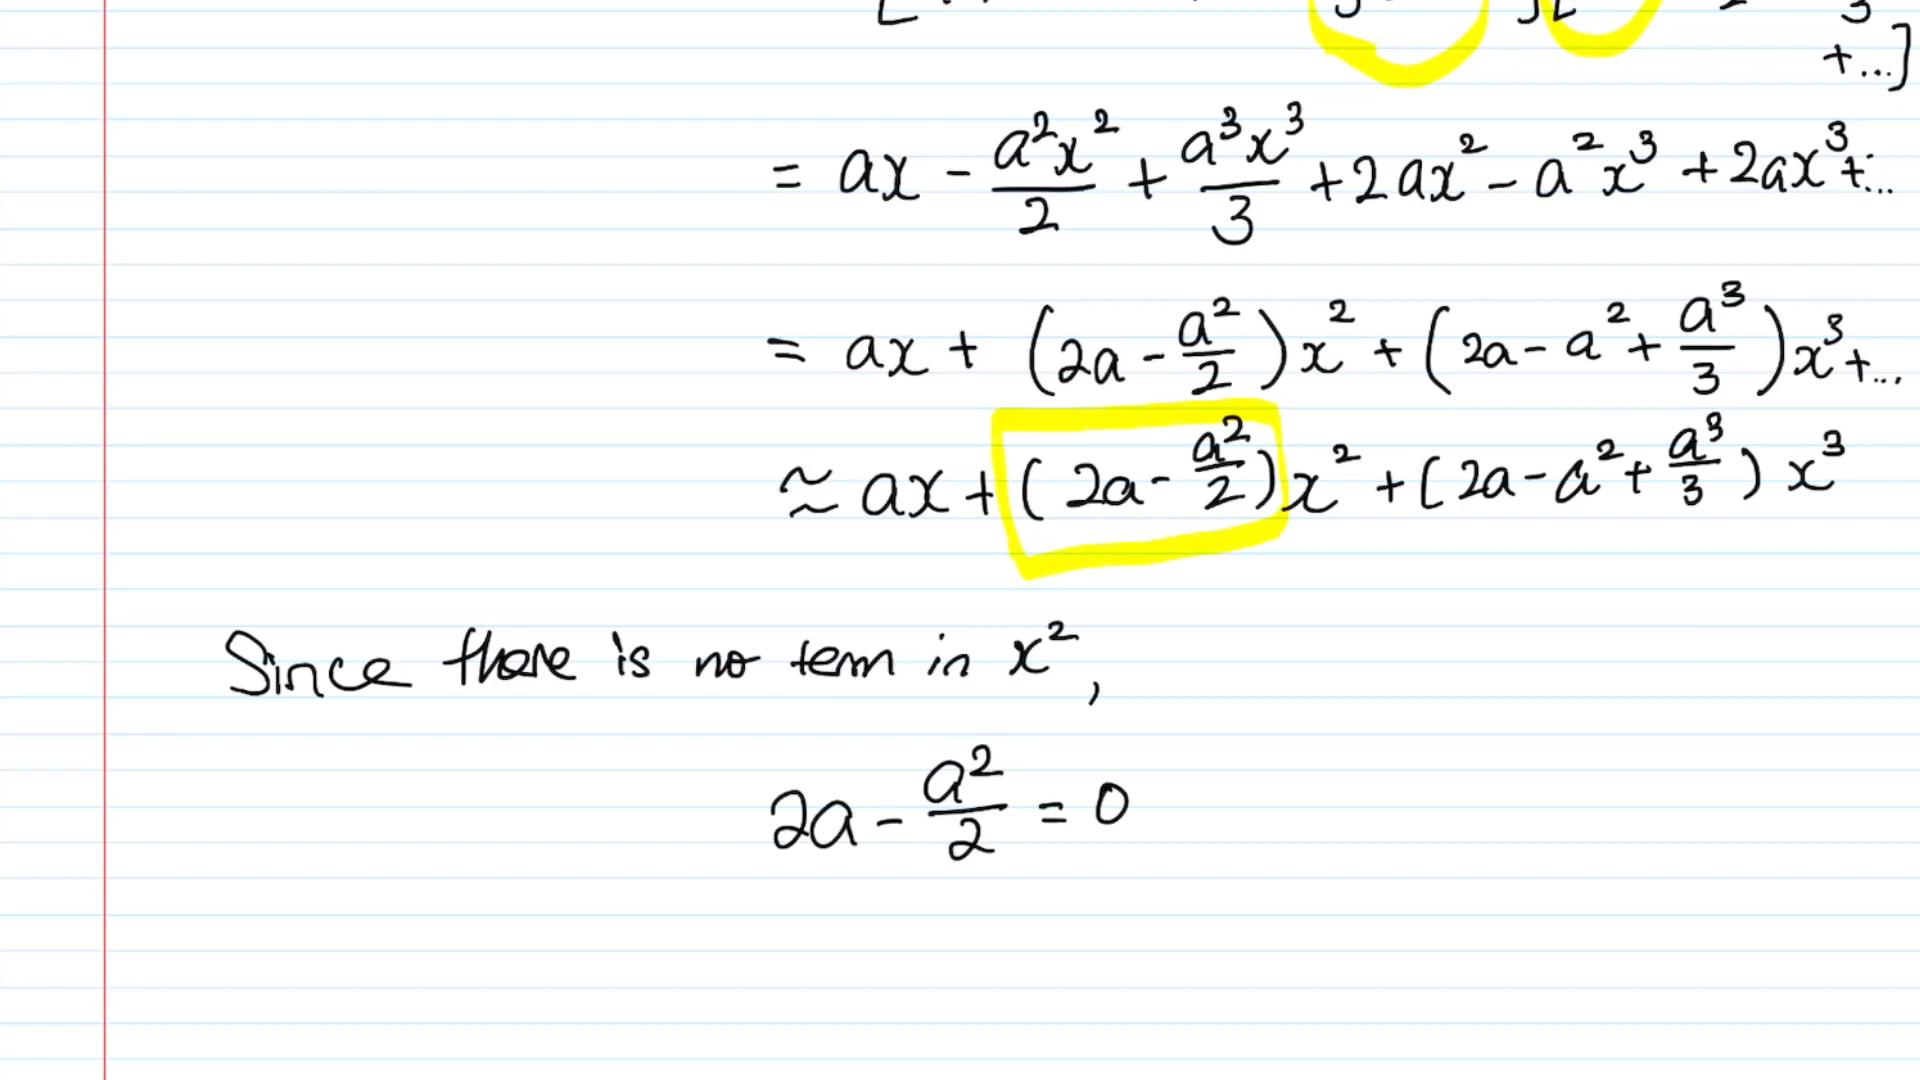 +...]
= ax - a²x²/2 + a³x³/3 + 2ax² - a²x³ + 2ax³ + ...
= ax + (2a - a²/2)x² + (2a - a² + a³/3)x³ + ...
≈ ax + (2a - a²/2)x² + (2a - a² + a³/3)x³
Since there is no term in x²,
2a - a²/2 = 0